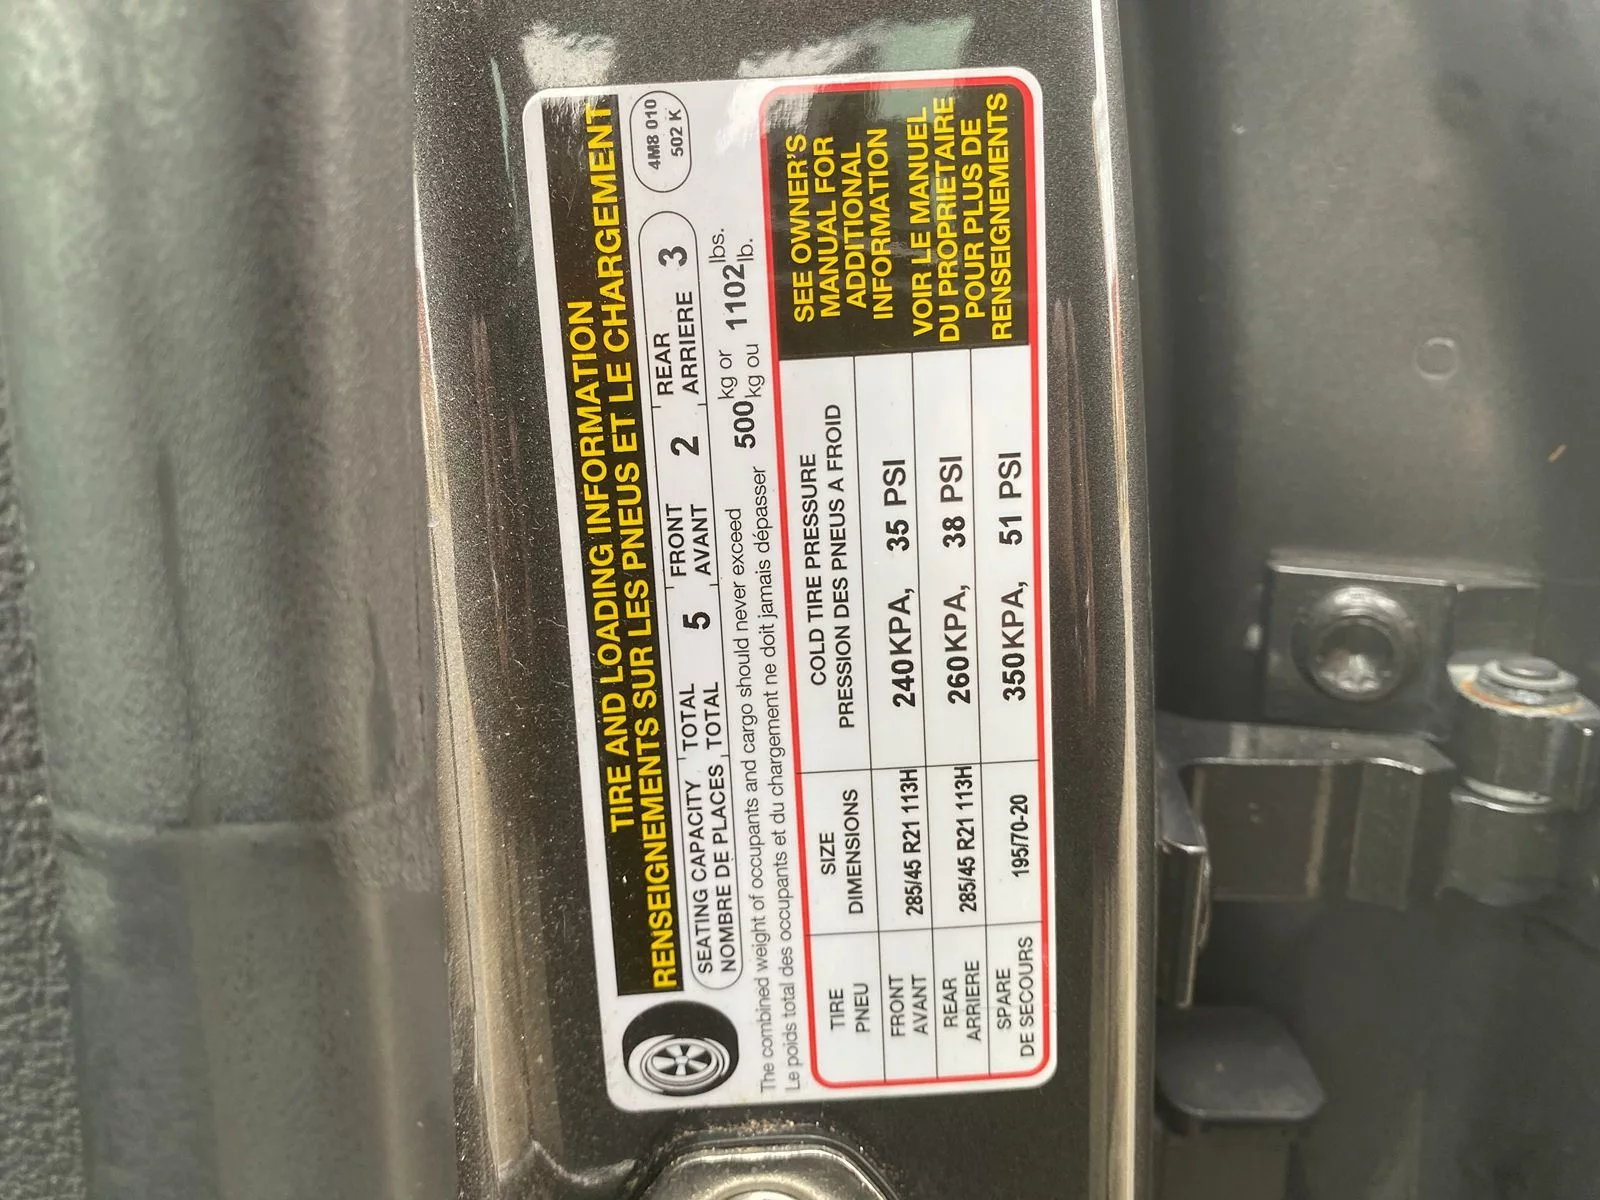 TIRE AND LOADING INFORMATION
RENSEIGNEMENTS SUR LES PNEUS ET LE CHARGEMENT
SEATING CAPACITY TOTAL 5 FRONT 2 REAR 3
NOMBRE DE PLACES TOTAL AVANT ARRIERE
4M8 010
502 K
The combined weight of occupants and cargo should never exceed 500 kg or 1102 lbs.
Le poids total des occupants et du chargement ne doit jamais dépasser kg ou lb.
TIRE SIZE COLD TIRE PRESSURE
PNEU DIMENSIONS PRESSION DES PNEUS A FROID
FRONT 285/45 R21 113H 240KPA, 35 PSI
AVANT
REAR 285/45 R21 113H 260KPA, 38 PSI
ARRIERE
SPARE 195/70-20 350KPA, 51 PSI
DE SECOURS
SEE OWNER'S
MANUAL FOR
ADDITIONAL
INFORMATION
VOIR LE MANUEL
DU PROPRIETAIRE
POUR PLUS DE
RENSEIGNEMENTS